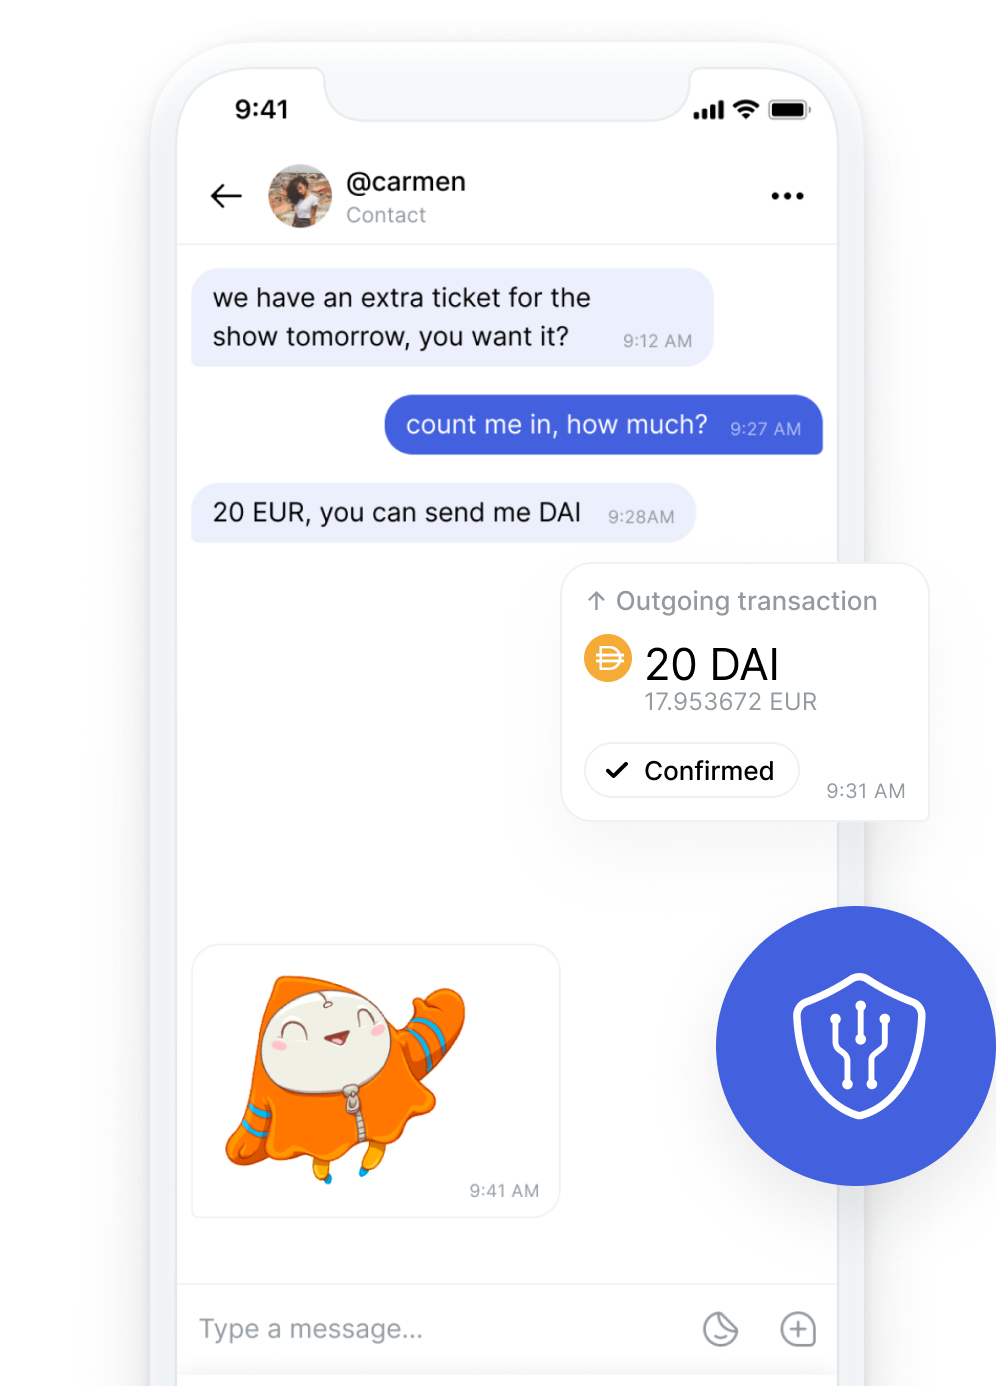 9:41
@carmen
Contact
we have an extra ticket for the
show tomorrow, you want it?
9:12 AM
count me in, how much?
9:27 AM
20 EUR, you can send me DAI
9:28AM
↑ Outgoing transaction
20 DAI
17.953672 EUR
Confirmed
9:31 AM
9:41 AM
Type a message...